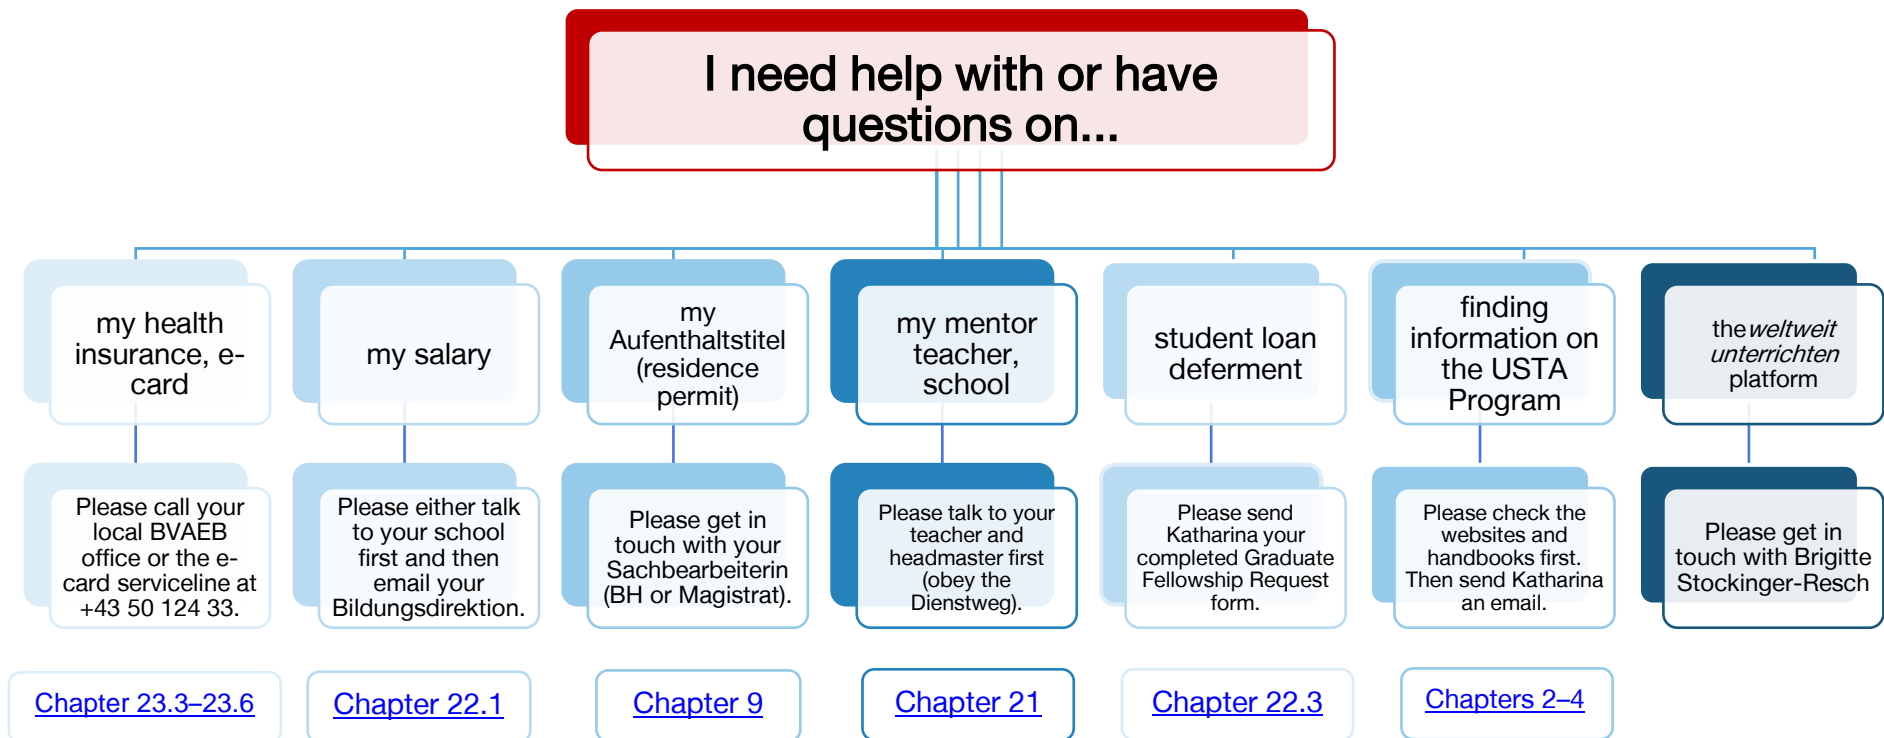 I need help with or have
questions on...
my health
insurance, e-
card
my salary
my
Aufenthaltstitel
(residence
permit)
my mentor
teacher,
school
student loan
deferment
finding
information on
the USTA
Program
the weltweit
unterrichten
platform
Please call your
local BVAEB
office or the e-
card serviceline at
+43 50 124 33.
Please either talk
to your school
first and then
email your
Bildungsdirektion.
Please get in
touch with your
Sachbearbeiterin
(BH or Magistrat).
Please talk to your
teacher and
headmaster first
(obey the
Dienstweg).
Please send
Katharina your
completed Graduate
Fellowship Request
form.
Please check the
websites and
handbooks first.
Then send Katharina
an email.
Please get in
touch with Brigitte
Stockinger-Resch
Chapter 23.3–23.6
Chapter 22.1
Chapter 9
Chapter 21
Chapter 22.3
Chapters 2–4